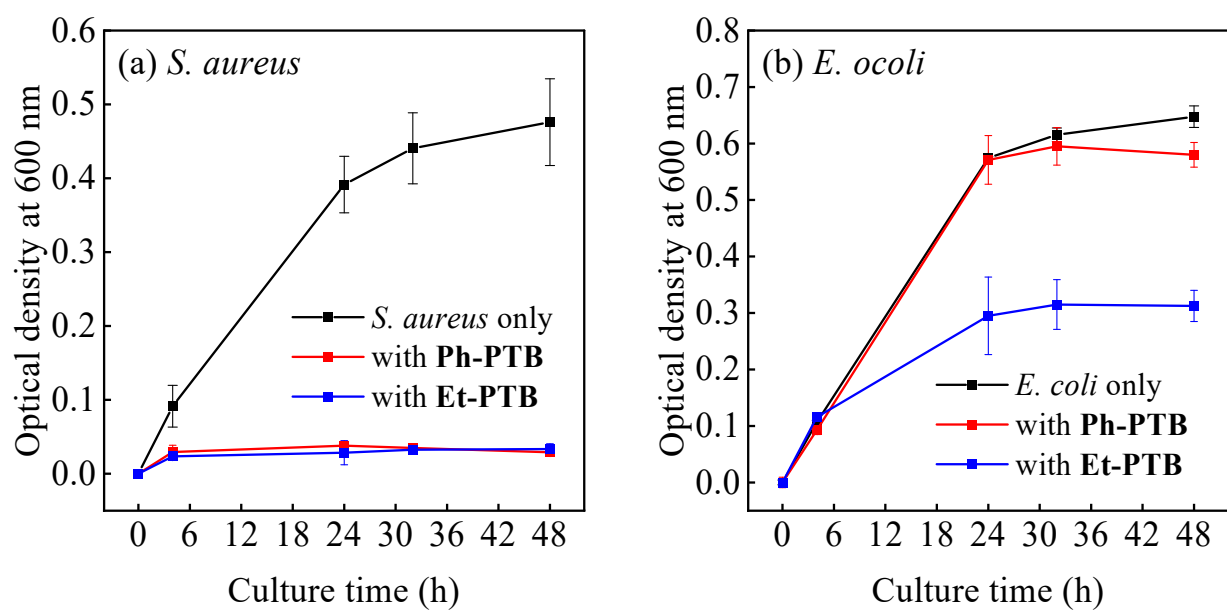 (a) S. aureus
Optical density at 600 nm
0.6
0.5
0.4
0.3
0.2
0.1
0.0
S. aureus only
with Ph-PTB
with Et-PTB
0 6 12 18 24 30 36 42 48
Culture time (h)
(b) E. ocoli
Optical density at 600 nm
0.8
0.7
0.6
0.5
0.4
0.3
0.2
0.1
0.0
E. coli only
with Ph-PTB
with Et-PTB
0 6 12 18 24 30 36 42 48
Culture time (h)